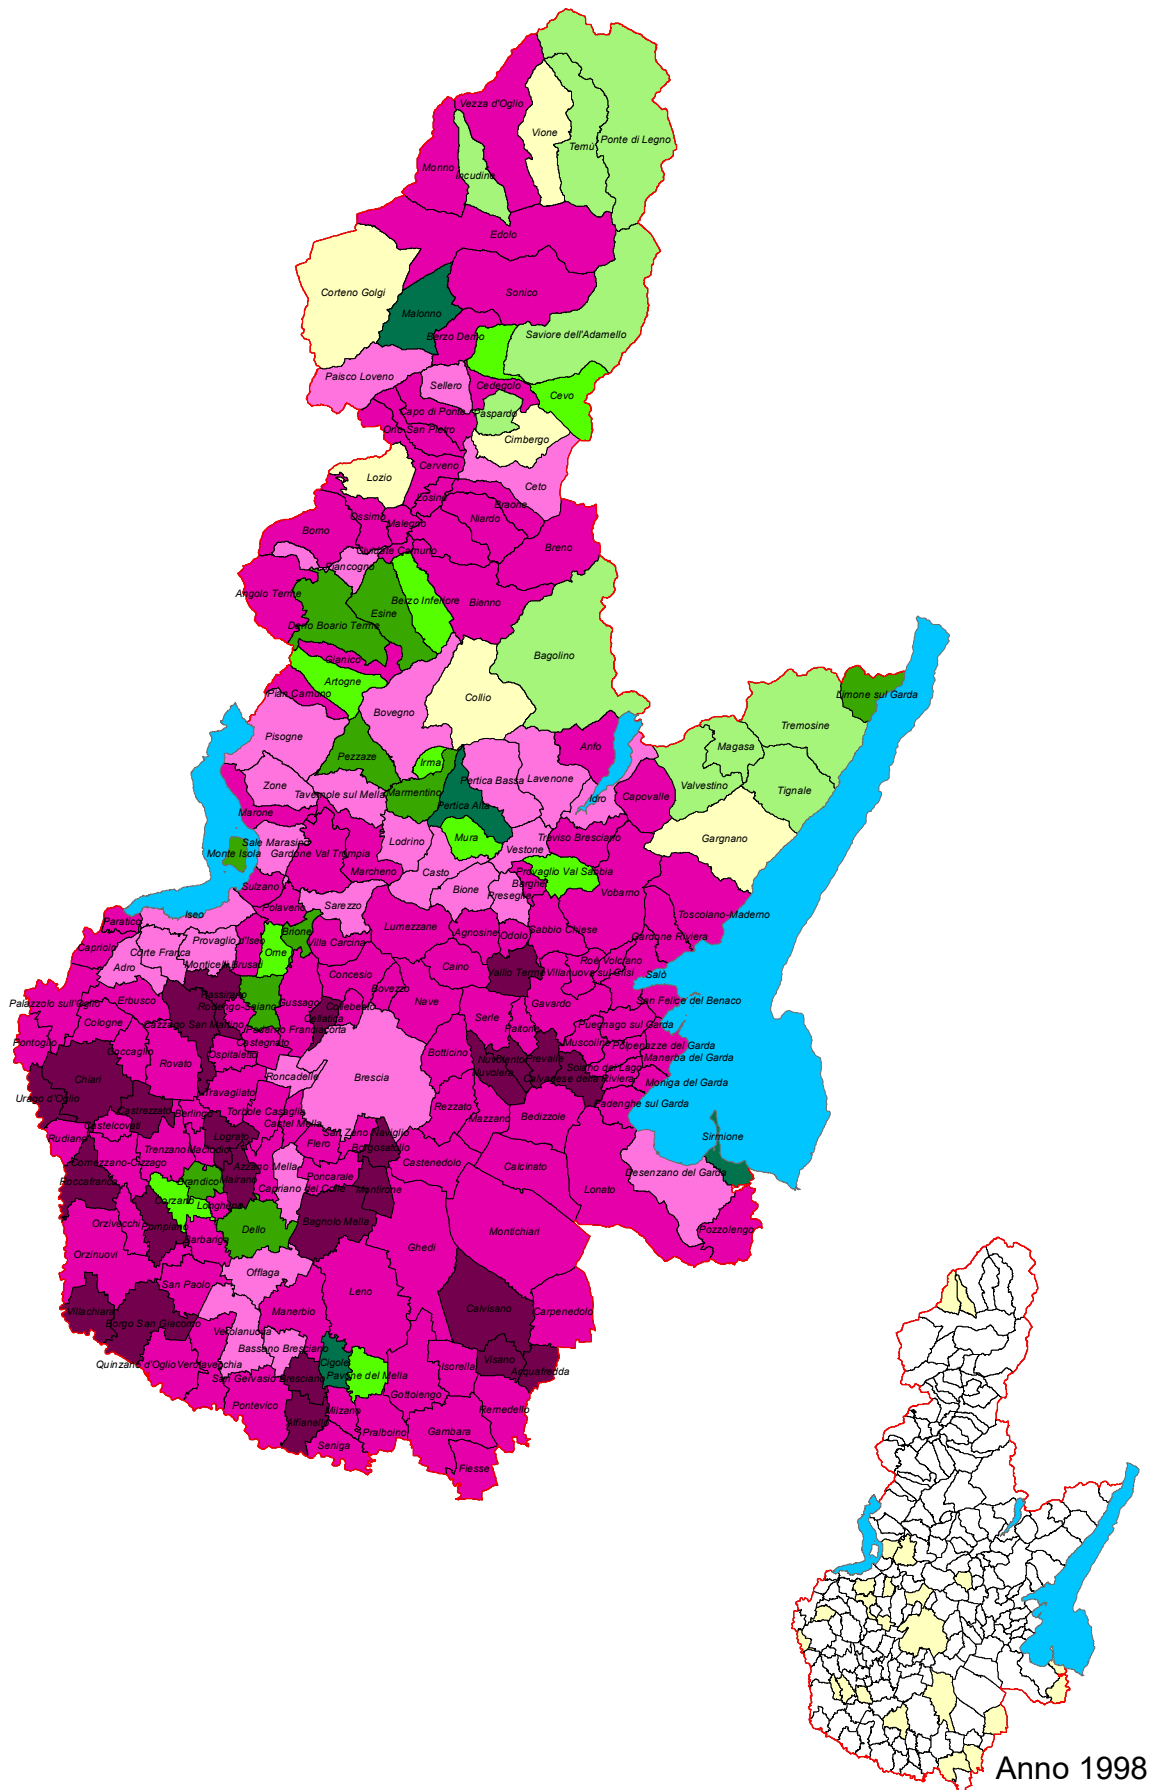 Vezza d'Oglio
Vione
Ponte di Legno
Temù
Monno
Incudine
Edolo
Corteno Golgi
Sonico
Malonno
Berzo Demo
Saviore dell'Adamello
Paisco Loveno
Sellero
Cedegolo
Cevo
Capo di Ponte
Paspardo
Ono San Pietro
Cimbergo
Cerveno
Lozio
Ceto
Losine
Braone
Ossimo
Niardo
Malegno
Borno
Breno
Cividate Camuno
Piancogno
Angolo Terme
Berzo Inferiore
Bienno
Esine
Darfo Boario Terme
Gianico
Bagolino
Artogne
Pian Camuno
Collio
Limone sul Garda
Bovegno
Tremosine
Pisogne
Magasa
Anfo
Pezzaze
Irma
Pertica Bassa
Lavenone
Zone
Valvestino
Tignale
Tavernole sul Mella
Marmentino
Idro
Capovalle
Pertica Alta
Marone
Mura
Treviso Bresciano
Gargnano
Sale Marasino
Lodrino
Monte Isola
Gardone Val Trompia
Vestone
Marcheno
Casto
Provaglio Val Sabbia
Sulzano
Bione
Barghe
Vobarno
Preseglie
Polaveno
Sarezzo
Iseo
Toscolano-Maderno
Paratico
Lumezzane
Agnosine
Odolo
Sabbio Chiese
Gardone Riviera
Brione
Villa Carcina
Provaglio d'Iseo
Capriolo
Corte Franca
Ome
Monticelli Brusati
Adro
Caino
Roè Volciano
Vallio Terme
Villanuova sul Clisi
Salò
Concesio
Bovezzo
Passirano
Palazzolo sull'Oglio
Erbusco
Rodengo-Saiano
Gussago
Collebeato
Nave
Gavardo
San Felice del Benaco
Cologne
Cazzago San Martino
Cellatica
Serle
Paitone
Puegnago sul Garda
Paderno Franciacorta
Pontoglio
Castegnato
Muscoline
Polpenazze del Garda
Coccaglio
Ospitaletto
Botticino
Nuvolento
Prevalle
Manerba del Garda
Rovato
Soiano del Lago
Chiari
Roncadelle
Brescia
Nuvolera
Calvagese della Riviera
Moniga del Garda
Urago d'Oglio
Travagliato
Rezzato
Padenghe sul Garda
Castrezzato
Berlingo
Torbole Casaglia
Mazzano
Bedizzole
Castelcovati
Castel Mella
Rudiano
Lograto
San Zeno Naviglio
Sirmione
Trenzano
Maclodio
Flero
Borgosatollo
Comezzano-Cizzago
Azzano Mella
Castenedolo
Calcinato
Desenzano del Garda
Roccafranca
Brandico
Mairano
Poncarale
Capriano del Colle
Montirone
Lonato
Corzano
Longhena
Orzivecchi
Pompiano
Dello
Bagnolo Mella
Pozzolengo
Barbariga
Montichiari
Orzinuovi
Ghedi
Offlaga
San Paolo
Leno
Villachiara
Borgo San Giacomo
Manerbio
Calvisano
Carpenedolo
Verolanuova
Bassano Bresciano
Quinzano d'Oglio
Verolavecchia
Cigole
Visano
San Gervasio Bresciano
Pavone del Mella
Isorella
Acquafredda
Gottolengo
Pontevico
Alfianello
Milzano
Remedello
Pralboino
Gambara
Seniga
Fiesse
Anno 1998